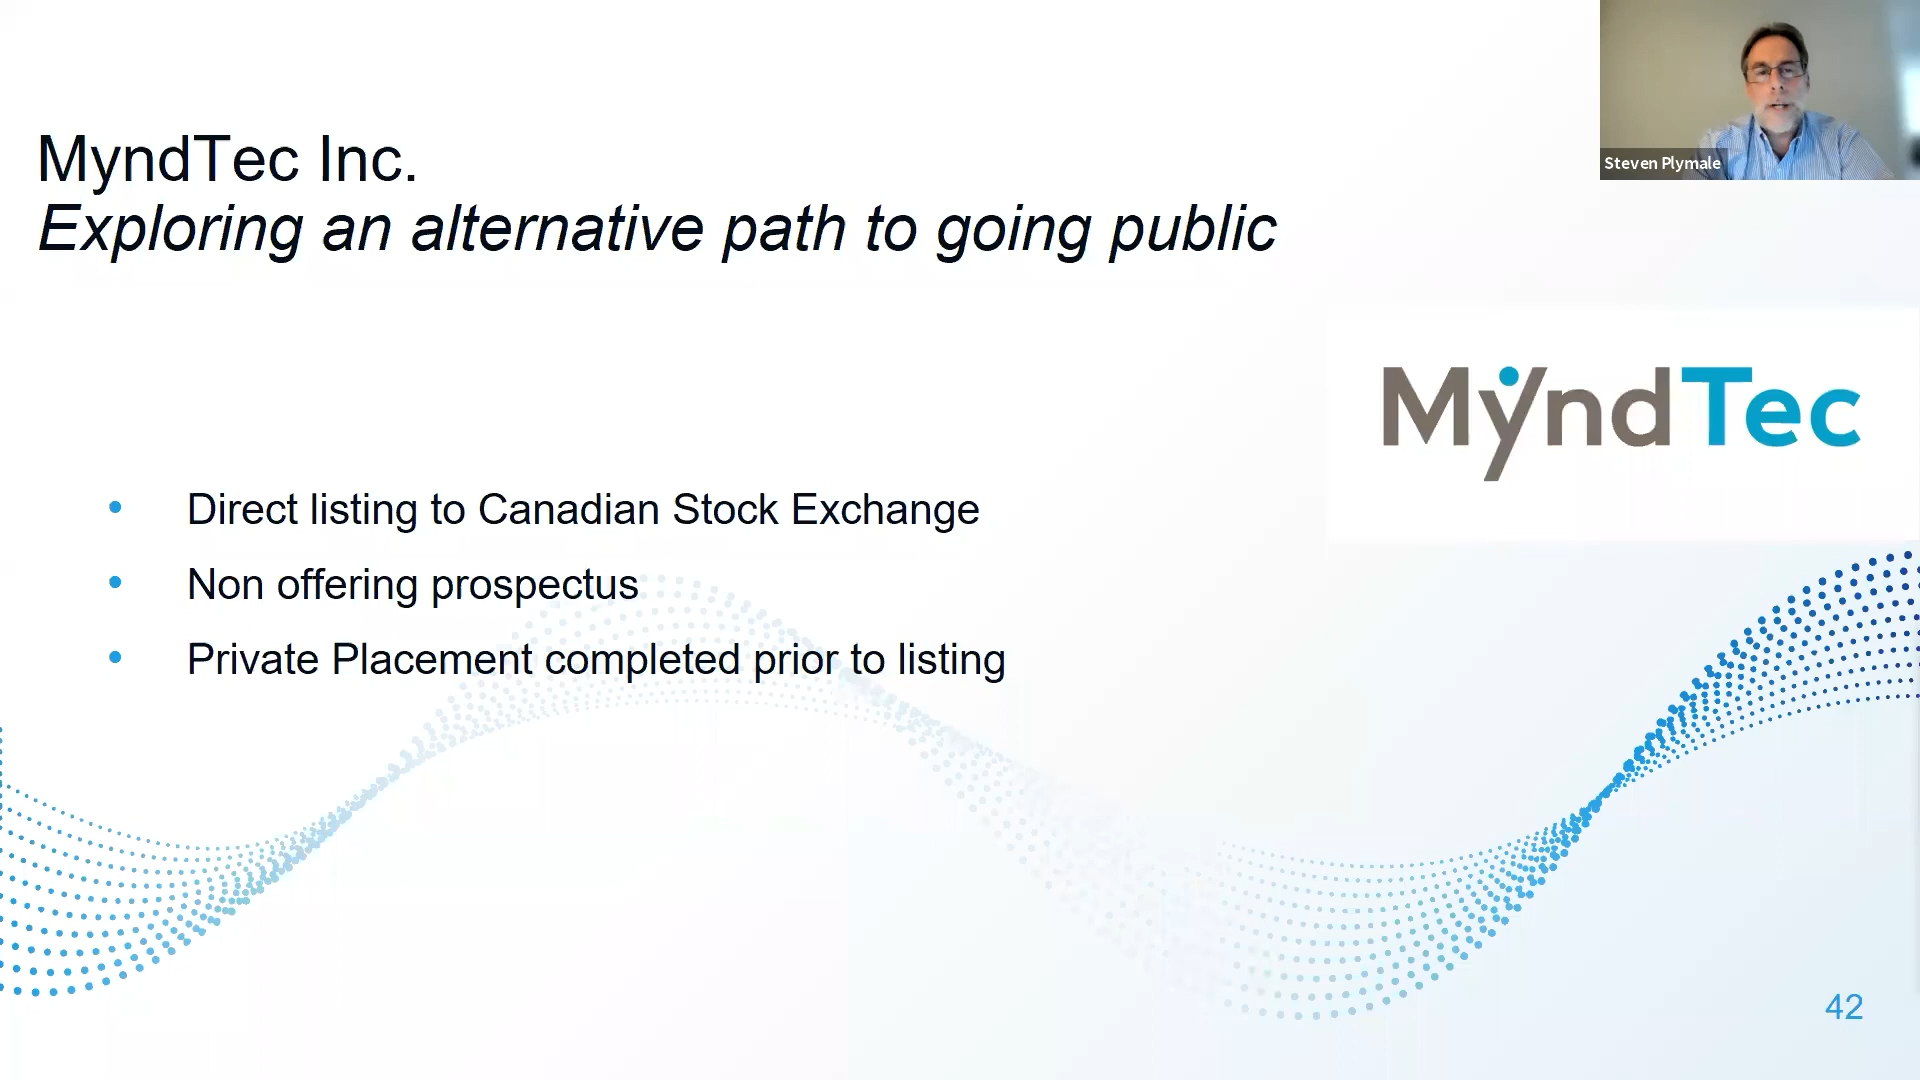 Steven Plymale
MyndTec Inc.
Exploring an alternative path to going public
MyndTec
• Direct listing to Canadian Stock Exchange
• Non offering prospectus
• Private Placement completed prior to listing
42